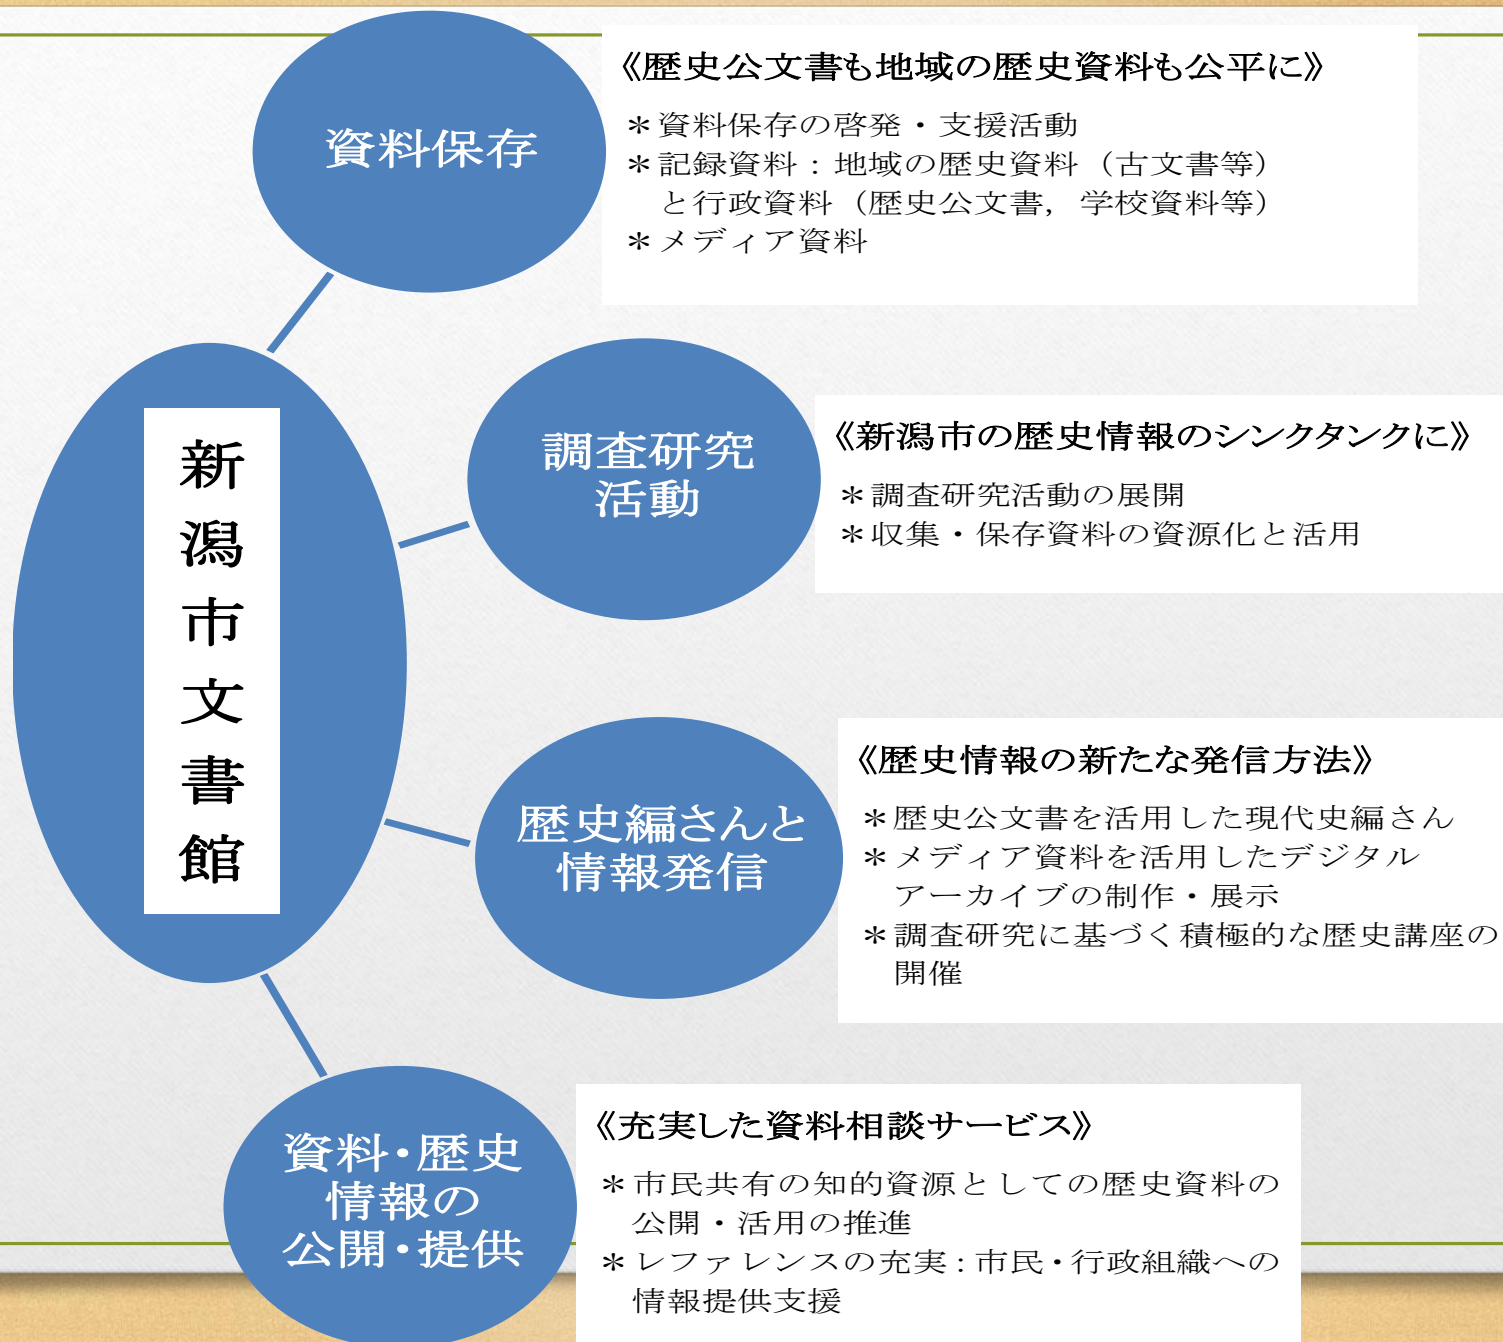 新潟市文書館
資料保存
《歴史公文書も地域の歴史資料も公平に》
＊資料保存の啓発・支援活動
＊記録資料：地域の歴史資料（古文書等）
と行政資料（歴史公文書，学校資料等）
＊メディア資料
調査研究
活動
《新潟市の歴史情報のシンクタンクに》
＊調査研究活動の展開
＊収集・保存資料の資源化と活用
歴史編さんと
情報発信
《歴史情報の新たな発信方法》
＊歴史公文書を活用した現代史編さん
＊メディア資料を活用したデジタル
アーカイブの制作・展示
＊調査研究に基づく積極的な歴史講座の
開催
資料・歴史
情報の
公開・提供
《充実した資料相談サービス》
＊市民共有の知的資源としての歴史資料の
公開・活用の推進
＊レファレンスの充実：市民・行政組織への
情報提供支援